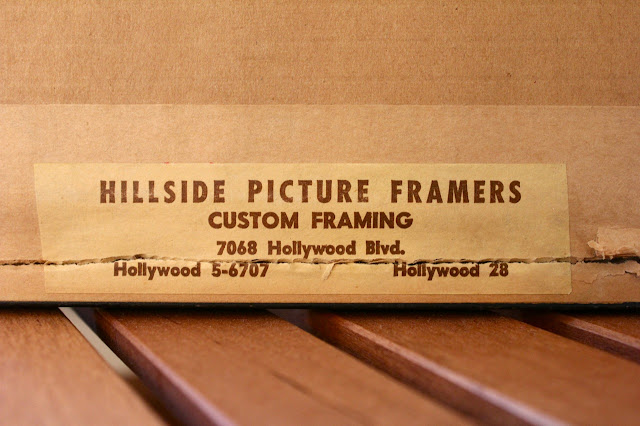 HILLSIDE PICTURE FRAMERS
CUSTOM FRAMING
7068 Hollywood Blvd.
Hollywood 5-6707 Hollywood 28